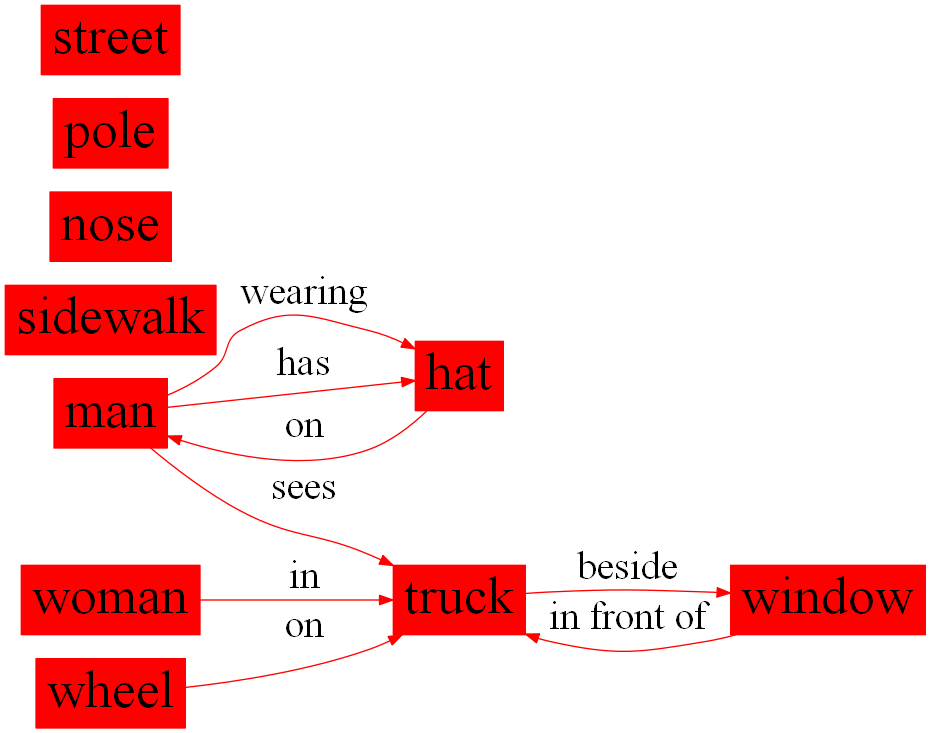 street
pole
nose
sidewalk
wearing
has
hat
man
on
sees
woman
in
truck
beside
window
in front of
on
wheel